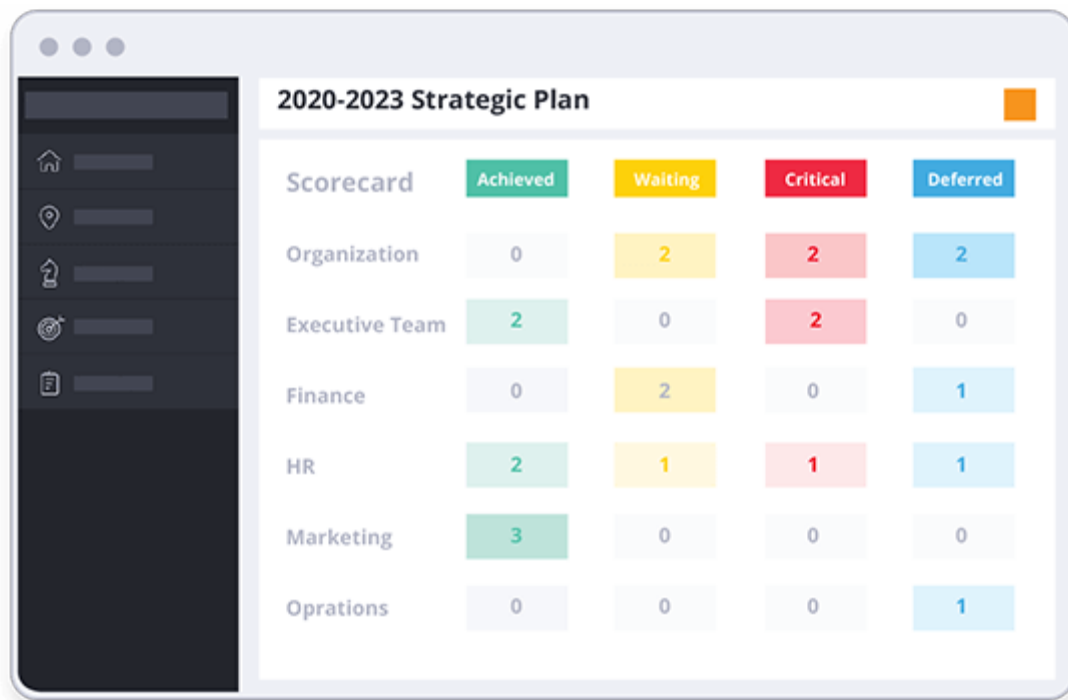 2020-2023 Strategic Plan
Scorecard Achieved Waiting Critical Deferred
Organization 0 2 2 2
Executive Team 2 0 2 0
Finance 0 2 0 1
HR 2 1 1 1
Marketing 3 0 0 0
Oprations 0 0 0 1